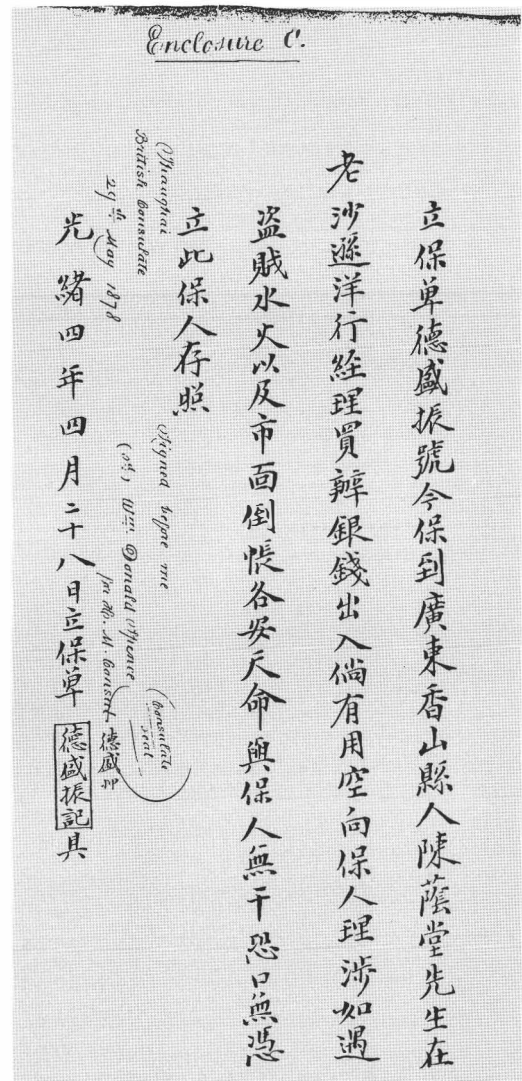 Enclosure C.
立保單德盛振號今保到廣東香山縣人陳蔭堂先生在
老沙遜洋行經理買辦銀錢出入倘有用空向保人理涉如遇
盜賊水火以及市面倒悵各安天命與保人無干恐口無憑
立此保人存照
Shanghai
British Consulate
29th May 1878
Signed before me
(sd) Wm Donald Spence
for H. M. Consul
Consulate
seal
德盛印
光緒四年四月二十八日立保單德盛振記具